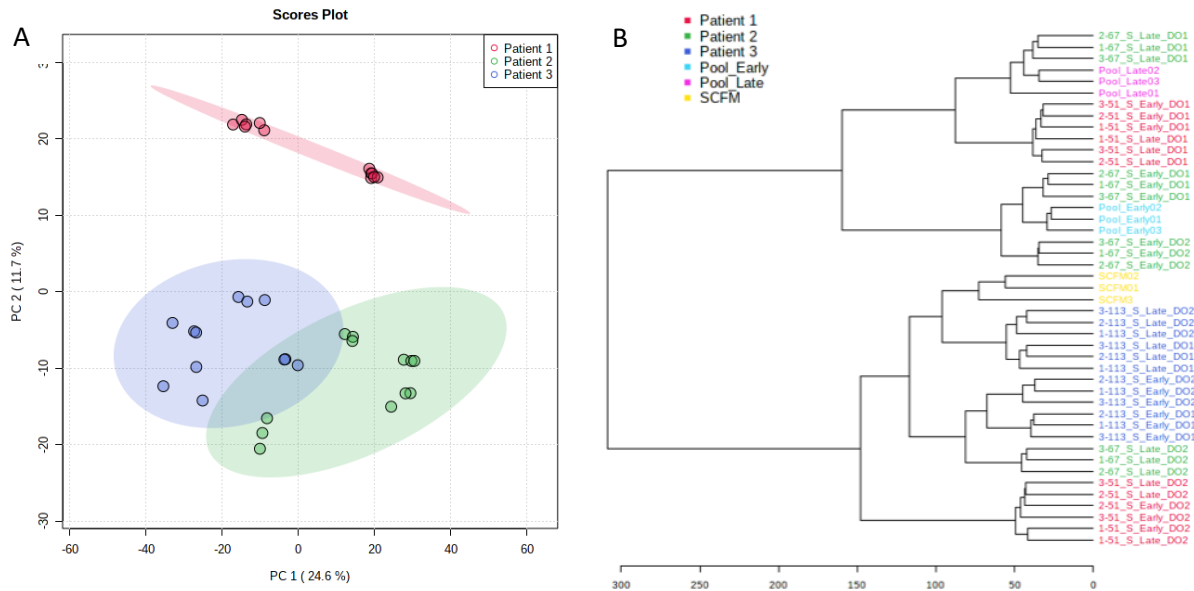 Scores Plot
A
Patient 1
Patient 2
Patient 3
20
10
0
-10
-20
-30
PC 2 ( 11.7 %)
-60
-40
-20
0
20
40
60
PC 1 ( 24.6 %)
B
Patient 1
Patient 2
Patient 3
Pool_Early
Pool_Late
SCFM
2-67_S_Late_DO1
1-67_S_Late_DO1
3-67_S_Late_DO1
Pool_Late02
Pool_Late03
Pool_Late01
3-51_S_Early_DO1
2-51_S_Early_DO1
1-51_S_Early_DO1
1-51_S_Late_DO1
3-51_S_Late_DO1
2-51_S_Late_DO1
2-67_S_Early_DO1
1-67_S_Early_DO1
3-67_S_Early_DO1
Pool_Early02
Pool_Early01
Pool_Early03
3-67_S_Early_DO2
1-67_S_Early_DO2
2-67_S_Early_DO2
SCFM02
SCFM01
SCFM3
3-113_S_Late_DO2
2-113_S_Late_DO2
1-113_S_Late_DO2
3-113_S_Late_DO1
2-113_S_Late_DO1
1-113_S_Late_DO1
2-113_S_Early_DO2
1-113_S_Early_DO2
3-113_S_Early_DO2
2-113_S_Early_DO1
1-113_S_Early_DO1
3-113_S_Early_DO1
3-67_S_Late_DO2
1-67_S_Late_DO2
2-67_S_Late_DO2
3-51_S_Late_DO2
2-51_S_Late_DO2
2-51_S_Early_DO2
3-51_S_Early_DO2
1-51_S_Early_DO2
1-51_S_Late_DO2
300
250
200
150
100
50
0